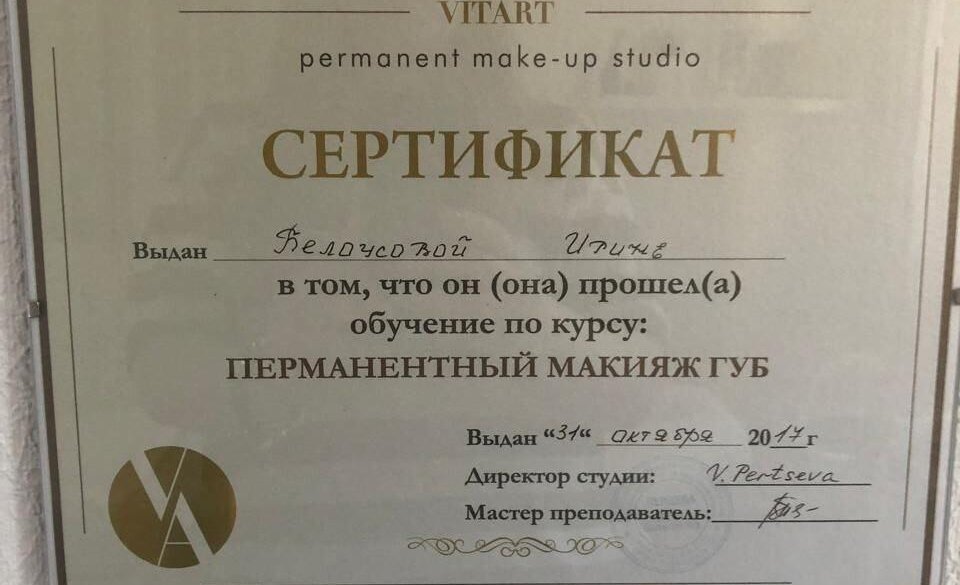 VITART
permanent make-up studio
СЕРТИФИКАТ
Выдан Белоусовой Ирине
в том, что он (она) прошел(а)
обучение по курсу:
ПЕРМАНЕНТНЫЙ МАКИЯЖ ГУБ
Выдан “31“ октября 2017 г
Директор студии: V. Pertseva
Мастер преподаватель:
VA